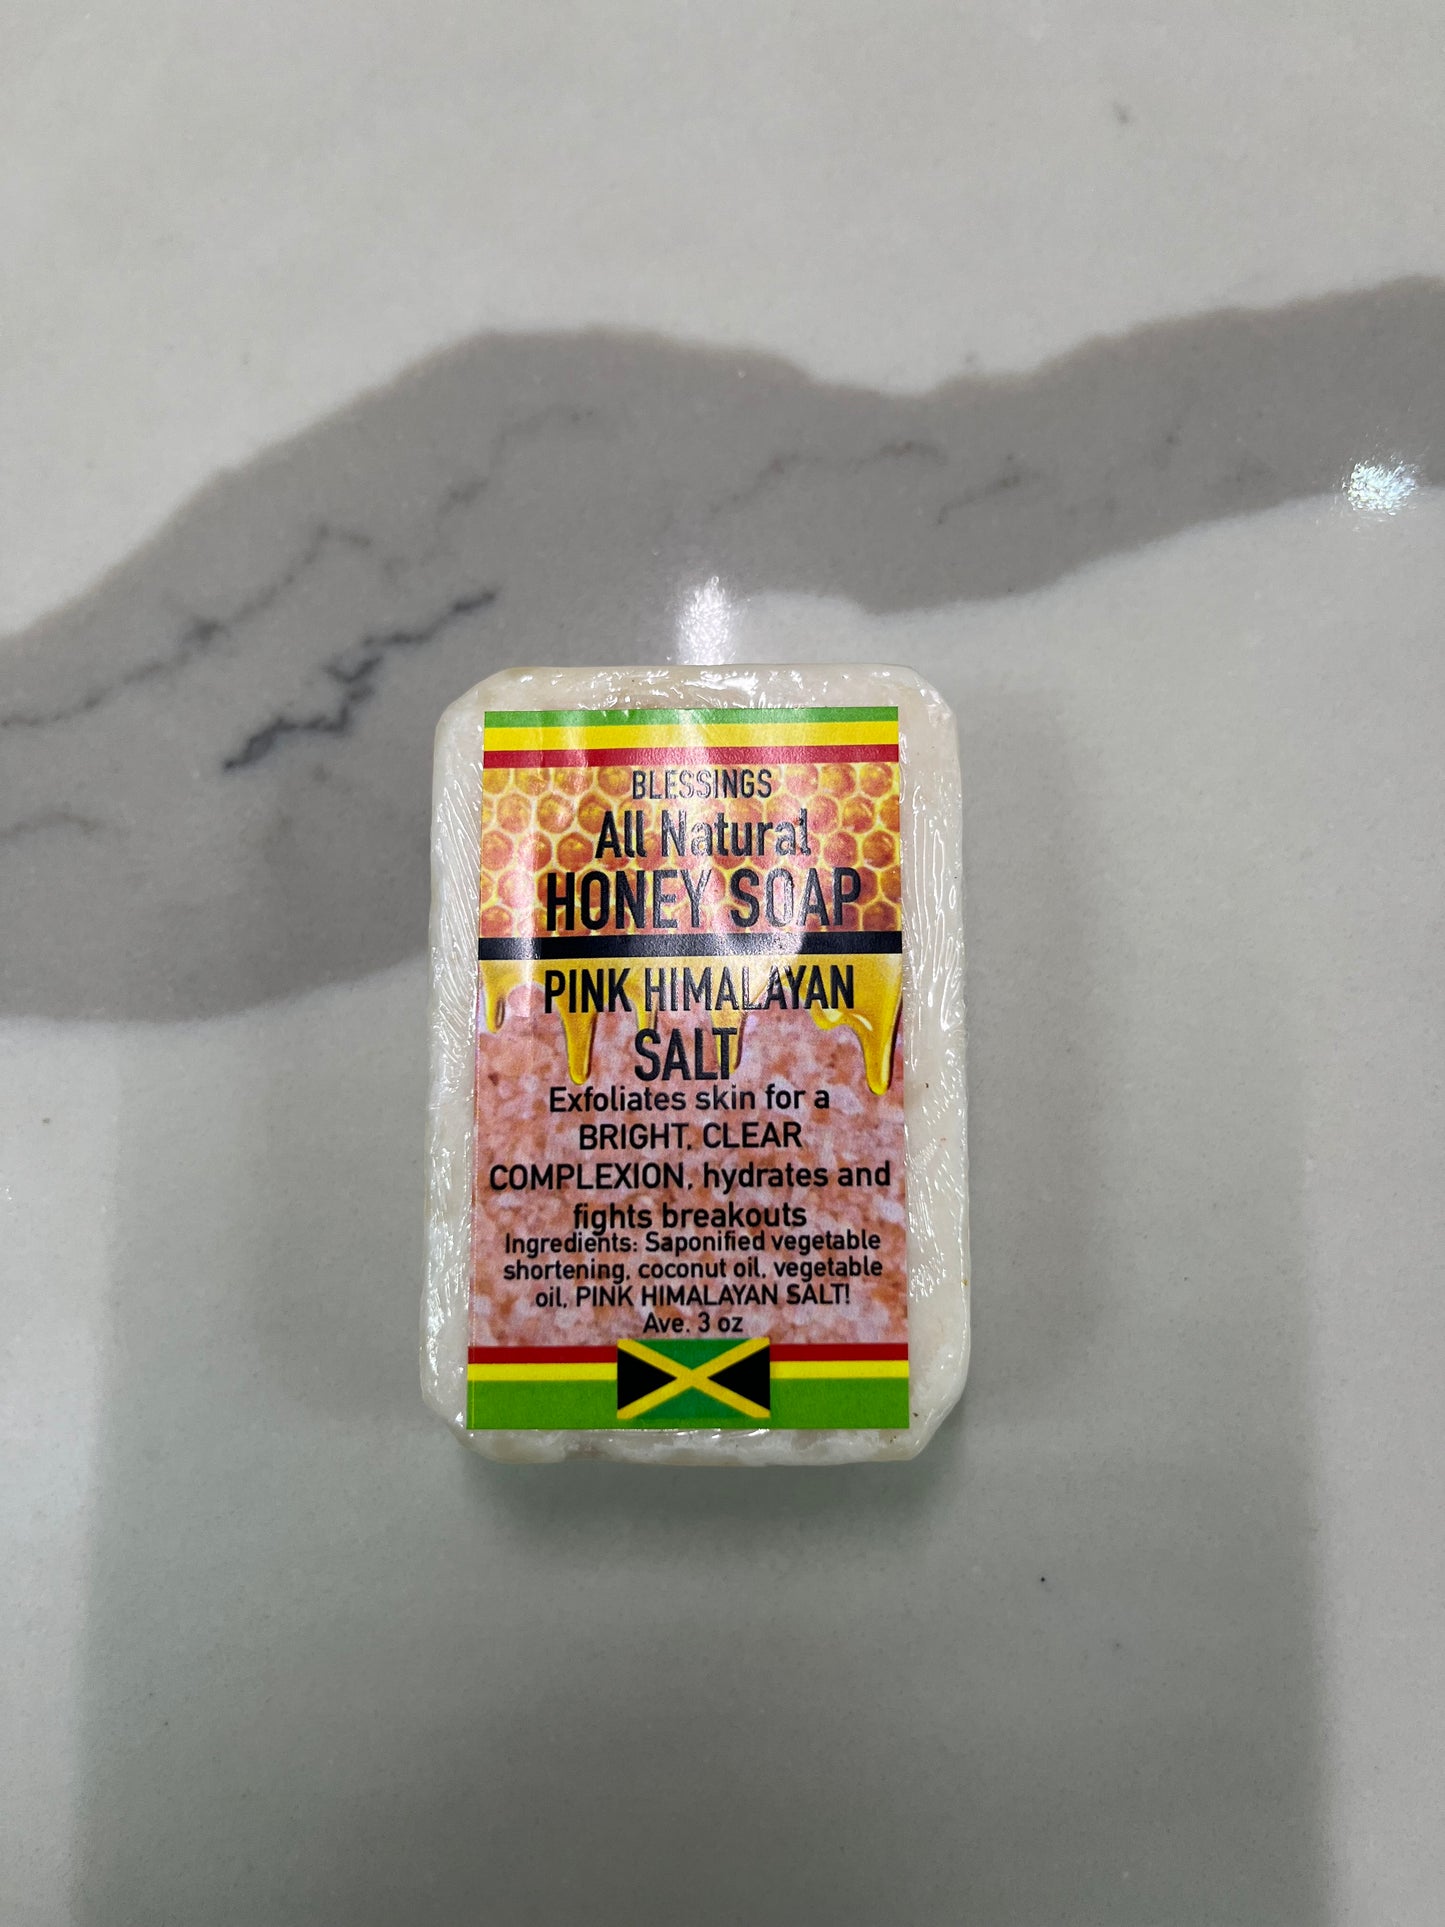 BLESSINGS
All Natural
HONEY SOAP
PINK HIMALAYAN
SALT
Exfoliates skin for a
BRIGHT, CLEAR
COMPLEXION, hydrates and
fights breakouts
Ingredients: Saponified vegetable
shortening, coconut oil, vegetable
oil, PINK HIMALAYAN SALT!
Ave. 3 oz